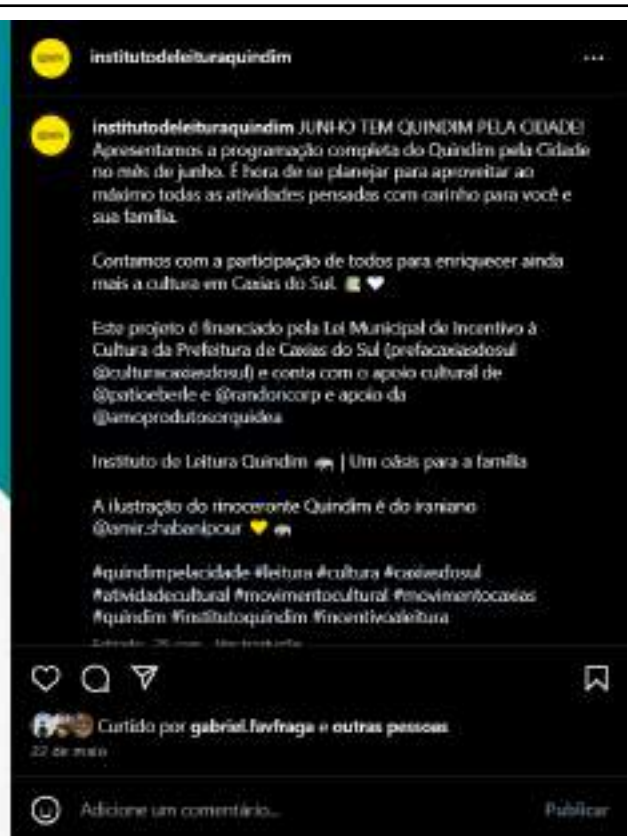 institutodeleituraquindim
institutodeleituraquindim JUNHO TEM QUINDIM PELA CIDADE!
Apresentamos a programação completa do Quindim pela Cidade
no mês de junho. É hora de se planejar para aproveitar ao
máximo todas as atividades pensadas com carinho para você e
sua família.
Contamos com a participação de todos para enriquecer ainda
mais a cultura em Caxias do Sul.
Este projeto é financiado pela Lei Municipal de Incentivo à
Cultura da Prefeitura de Caxias do Sul (prefacaxiasdosul
@culturacaxiasdosul) e conta com o apoio cultural de
@patioeberle e @randoncorp e apoio da
@amoprodutosorquidea
Instituto de Leitura Quindim | Um oásis para a família
A ilustração do rinoceronte Quindim é do iraniano
@amir.shabanipour
#quindimpelacidade #leitura #cultura #caxiasdosul
#atividadecultural #movimentocultural #movimentocaxias
#quindim #institutoquindim #incentivoaleitura
Curtido por gabriel.favfraga e outras pessoas
22 de maio
Adicione um comentário...
Publicar